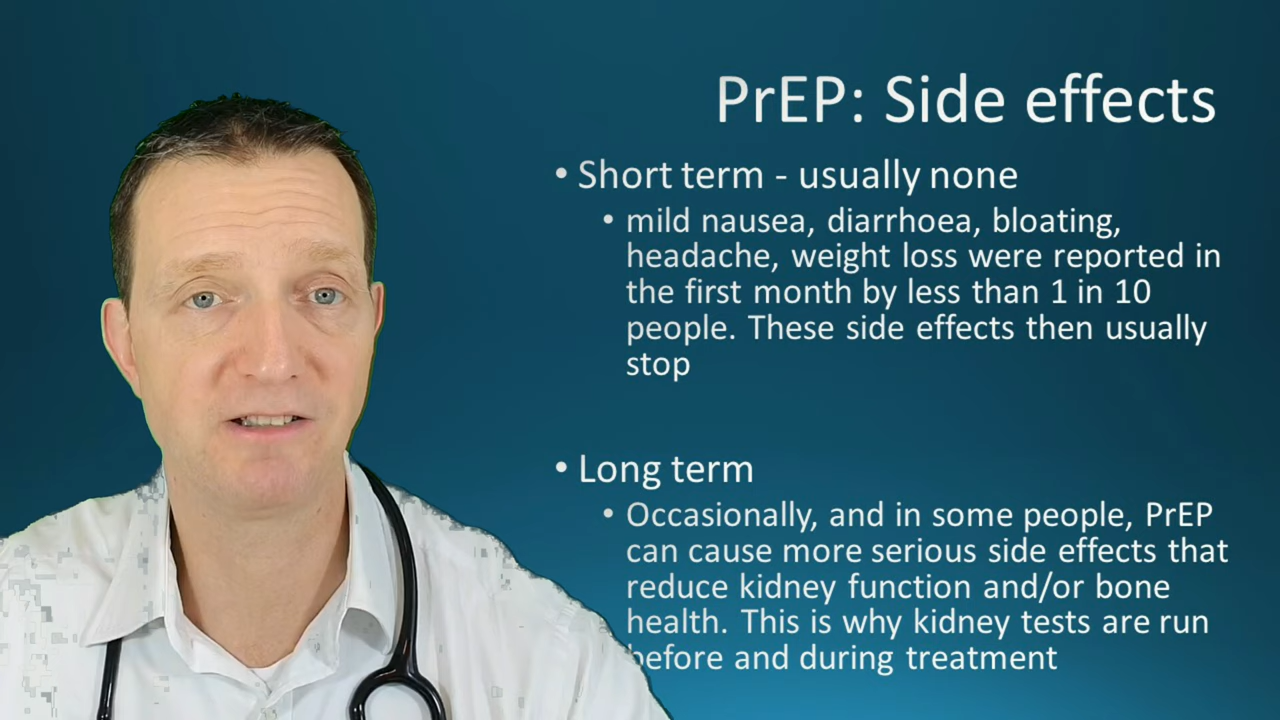 PrEP: Side effects
• Short term - usually none
• mild nausea, diarrhoea, bloating,
headache, weight loss were reported in
the first month by less than 1 in 10
people. These side effects then usually
stop
• Long term
• Occasionally, and in some people, PrEP
can cause more serious side effects that
reduce kidney function and/or bone
health. This is why kidney tests are run
before and during treatment